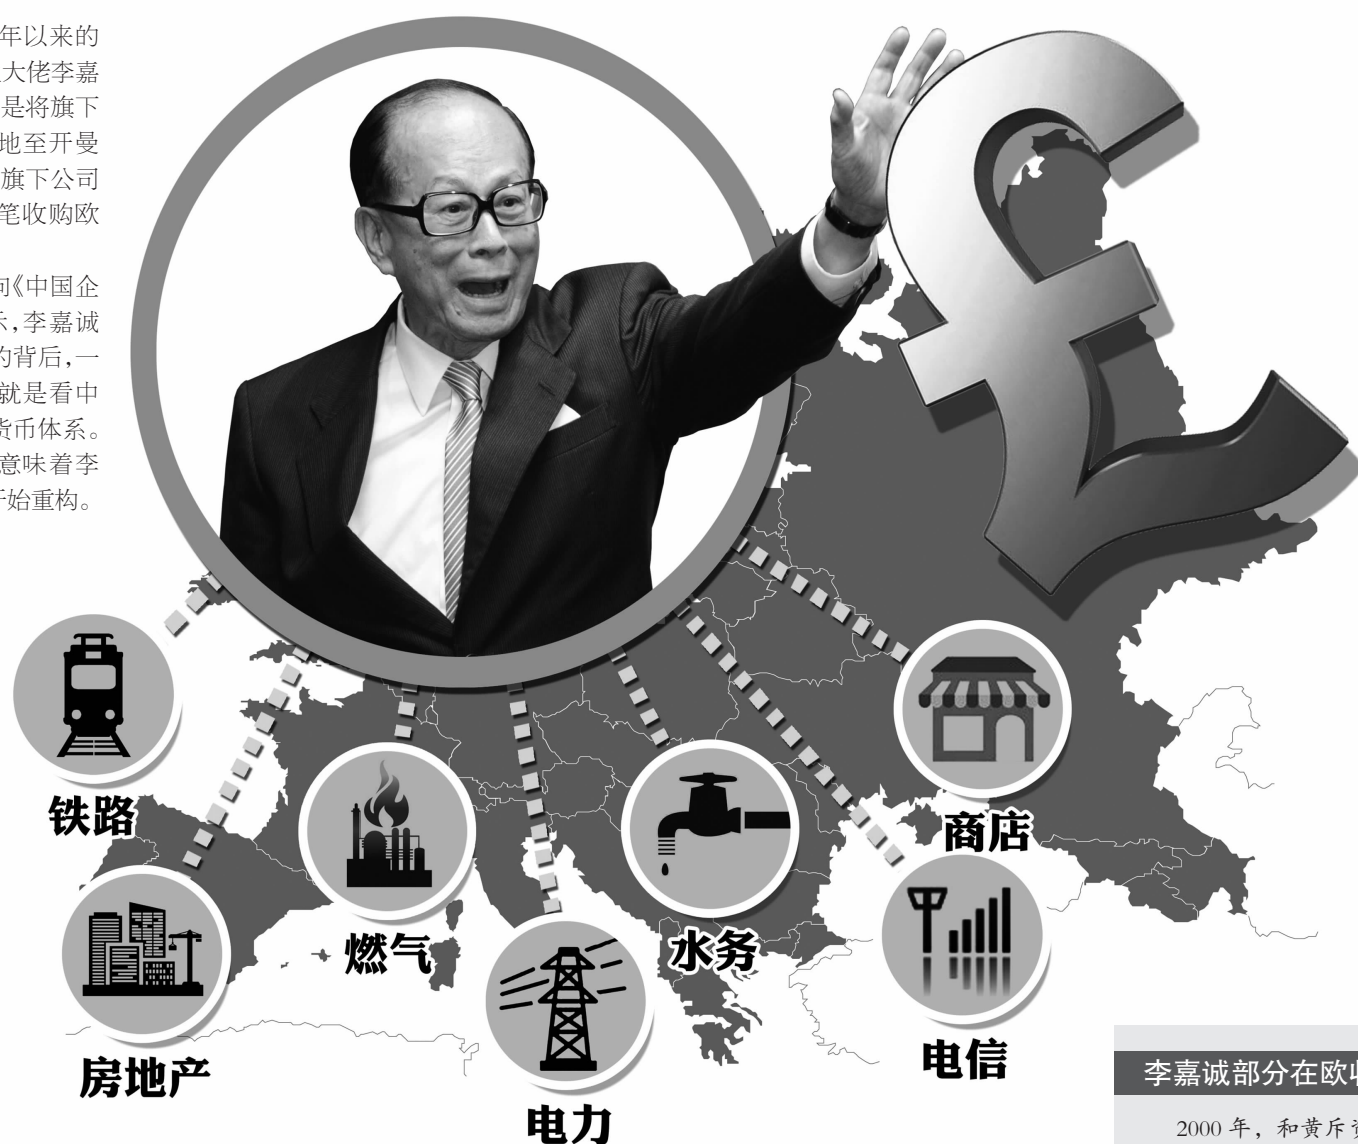 年以来的
大佬李嘉
是将旗下
地至开曼
旗下公司
笔收购欧
《中国企
示,李嘉诚
的背后,一
就是看中
货币体系。
意味着李
开始重构。
£
铁路
房地产
燃气
电力
水务
电信
商店
李嘉诚部分在欧
2000 年，和黄斥